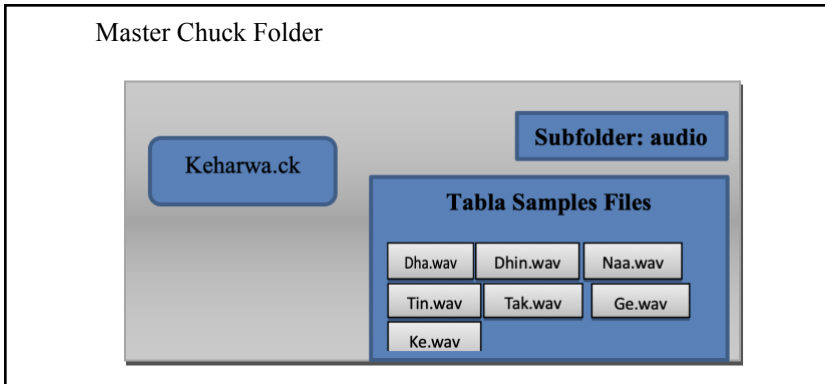 Master Chuck Folder
Subfolder: audio
Keharwa.ck
Tabla Samples Files
Dha.wav Dhin.wav Naa.wav
Tin.wav Tak.wav Ge.wav
Ke.wav